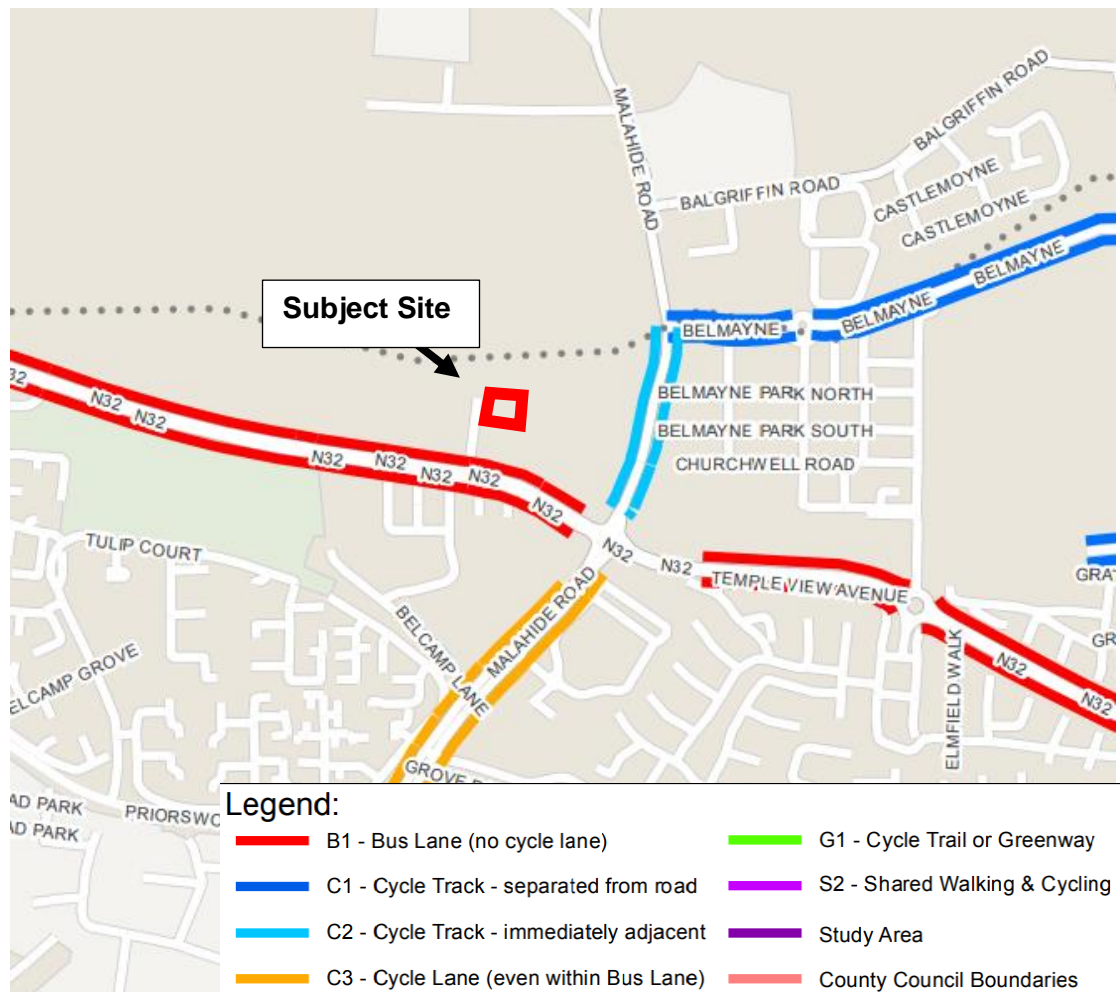 MALAHIDE ROAD
BALGRIFFIN ROAD
BALGRIFFIN ROAD
CASTLEMOYNE
CASTLEMOYNE
Subject Site
BELMAYNE
BELMAYNE
BELMAYNE
N32
N32
N32
N32
N32
N32
N32
N32
BELMAYNE PARK NORTH
BELMAYNE PARK SOUTH
CHURCHWELL ROAD
N32
N32
TEMPLE VIEW AVENUE
TULIP COURT
MALAHIDE ROAD
BELCAMP LANE
ELCAMP GROVE
GRAT
GR
ELMFIELD WALK
N32
N32
GROVE
AD PARK
PRIORSWO
AD PARK
Legend:
B1 - Bus Lane (no cycle lane)
C1 - Cycle Track - separated from road
C2 - Cycle Track - immediately adjacent
C3 - Cycle Lane (even within Bus Lane)
G1 - Cycle Trail or Greenway
S2 - Shared Walking & Cycling
Study Area
County Council Boundaries